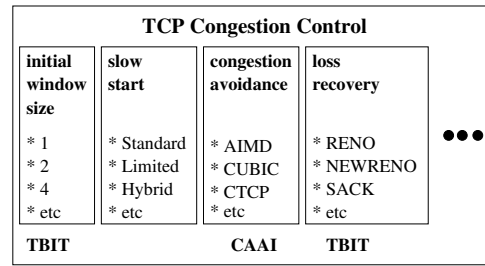 TCP Congestion Control
initial
window
size
* 1
* 2
* 4
* etc
slow
start
* Standard
* Limited
* Hybrid
* etc
congestion
avoidance
* AIMD
* CUBIC
* CTCP
* etc
loss
recovery
* RENO
* NEWRENO
* SACK
* etc
TBIT
CAAI
TBIT